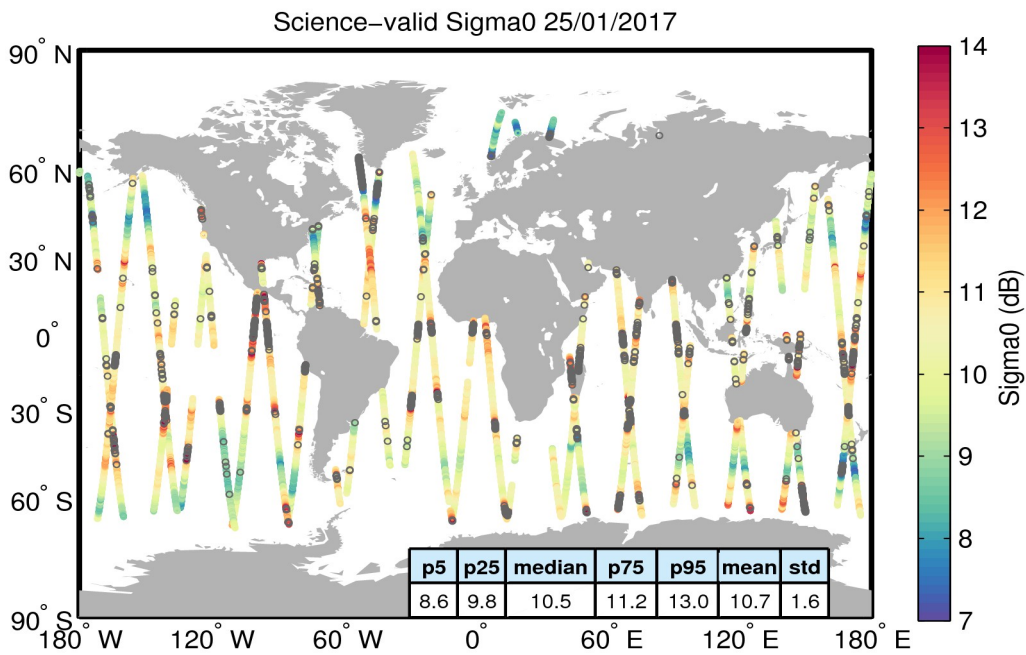 Science−valid Sigma0 25/01/2017
90° N
60° N
30° N
0°
30° S
60° S
90° S
180° W
120° W
60° W
0°
60° E
120° E
180° E
p5 p25 median p75 p95 mean std
8.6 9.8 10.5 11.2 13.0 10.7 1.6
14
13
12
11
10
9
8
7
Sigma0 (dB)